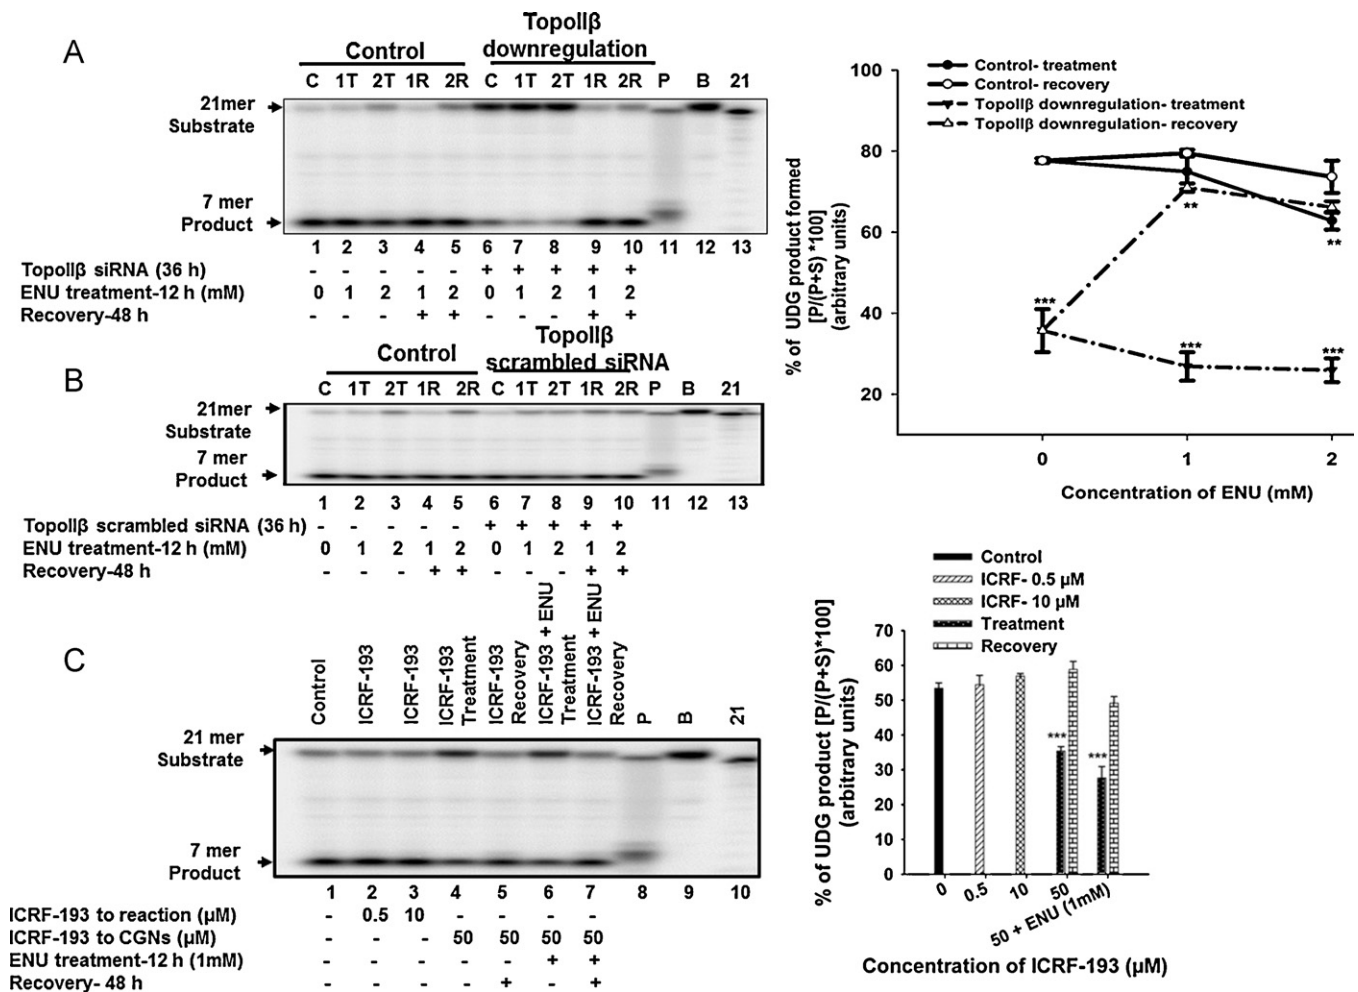 A
Control
TopoIIβ
downregulation
C 1T 2T 1R 2R C 1T 2T 1R 2R P B 21
21mer
Substrate
7 mer
Product
1 2 3 4 5 6 7 8 9 10 11 12 13
TopoIIβ siRNA (36 h) - - - - - + + + + +
ENU treatment-12 h (mM) 0 1 2 1 2 0 1 2 1 2
Recovery-48 h - - - + + - - - + +
Control- treatment
Control- recovery
TopoIIβ downregulation- treatment
TopoIIβ downregulation- recovery
% of UDG product formed
[P/(P+S) *100]
(arbitrary units)
100
80
60
40
20
***
**
**
***
***
0 1 2
Concentration of ENU (mM)
B
Control
TopoIIβ
scrambled siRNA
C 1T 2T 1R 2R C 1T 2T 1R 2R P B 21
21mer
Substrate
7 mer
Product
1 2 3 4 5 6 7 8 9 10 11 12 13
TopoIIβ scrambled siRNA (36 h) - - - - - + + + + +
ENU treatment-12 h (mM) 0 1 2 1 2 0 1 2 1 2
Recovery-48 h - - - + + - - - + +
C
Control
ICRF-193
ICRF-193
ICRF-193
Treatment
ICRF-193
Recovery
ICRF-193 + ENU
Treatment
ICRF-193 + ENU
Recovery
P
B
21
21 mer
Substrate
7 mer
Product
1 2 3 4 5 6 7 8 9 10
ICRF-193 to reaction (µM) - 0.5 10 - - - -
ICRF-193 to CGNs (µM) - - - 50 50 50 50
ENU treatment-12 h (1mM) - - - - - + +
Recovery- 48 h - - - - + - +
Control
ICRF- 0.5 µM
ICRF- 10 µM
Treatment
Recovery
% of UDG product [P/(P+S)*100]
(arbitrary units)
70
60
50
40
30
20
10
0
***
***
0 0.5 10 50 50 + ENU (1mM)
Concentration of ICRF-193 (µM)